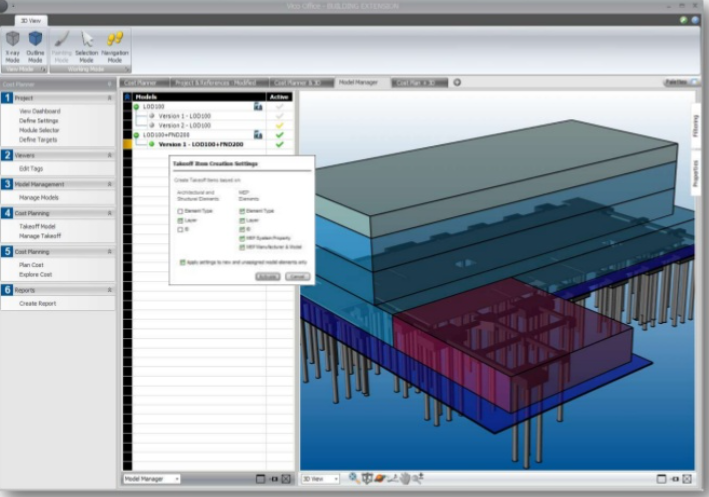 Vico Office - BUILDING EXTENSION
3D View
X-ray Mode
Outline Mode
Painting Mode
Selection Mode
Navigation Mode
View Mode
Working Mode
Cost Planner
Cost Planner
Project & References - Modified
Cost Planner & 3D
Model Manager
Cost Plan + 3D
Palettes
1 Project
View Dashboard
Define Settings
Module Selector
Define Targets
2 Viewers
Edit Tags
3 Model Management
Manage Models
4 Cost Planning
Takeoff Model
Manage Takeoff
5 Cost Planning
Plan Cost
Explore Cost
6 Reports
Create Report
Models
Active
LOD100
Version 1 - LOD100
Version 2 - LOD100
LOD100+FND200
Version 1 - LOD100+FND200
Takeoff Item Creation Settings
Create Takeoff Items based on:
Architectural and Structural Elements:
MEP Elements:
Element Type
Layer
ID
Element Type
Layer
ID
MEP System Property
MEP Manufacturer & Model
Apply settings to new and unassigned model elements only
Activate
Cancel
Filtering
Properties
Model Manager
3D View